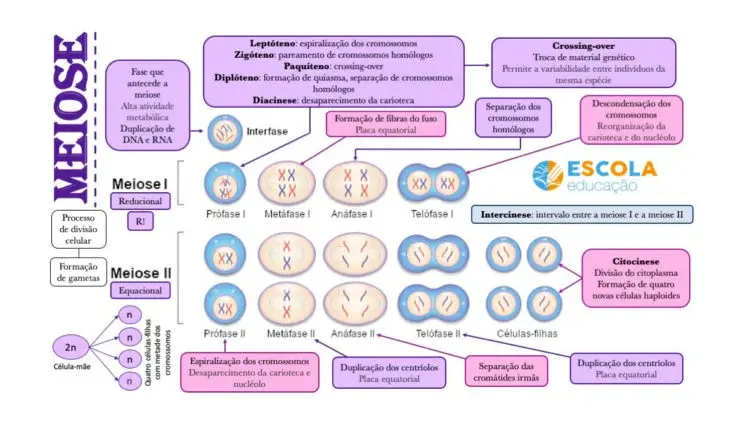 MEIOSE
Fase que
antecede a
meiose
Alta atividade
metabólica
Duplicação de
DNA e RNA
Leptóteno: espiralização dos cromossomos
Zigóteno: pareamento de cromossomos homólogos
Paquíteno: crossing-over
Diplóteno: formação de quiasma, separação de cromossomos
homólogos
Diacinese: desaparecimento da carioteca
Crossing-over
Troca de material genético
Permite a variabilidade entre indivíduos da
mesma espécie
Interfase
Formação de fibras do fuso
Placa equatorial
Separação dos
cromossomos
homólogos
Descondensação dos
cromossomos
Reorganização da
carioteca e do nucléolo
ESCOLA
educação
Meiose I
Reducional
R!
Prófase I
Metáfase I
Anáfase I
Telófase I
Intercinese: intervalo entre a meiose I e a meiose II
Processo
de divisão
celular
Formação
de gametas
Meiose II
Equacional
Citocinese
Divisão do citoplasma
Formação de quatro
novas células haploides
Prófase II
Metáfase II
Anáfase II
Telófase II
Células-filhas
2n
Célula-mãe
n
n
n
n
Quatro células-filhas
com metade dos
cromossomos
Espiralização dos cromossomos
Desaparecimento da carioteca e
nucléolo
Duplicação dos centríolos
Placa equatorial
Separação das
cromátides irmãs
Duplicação dos centríolos
Placa equatorial